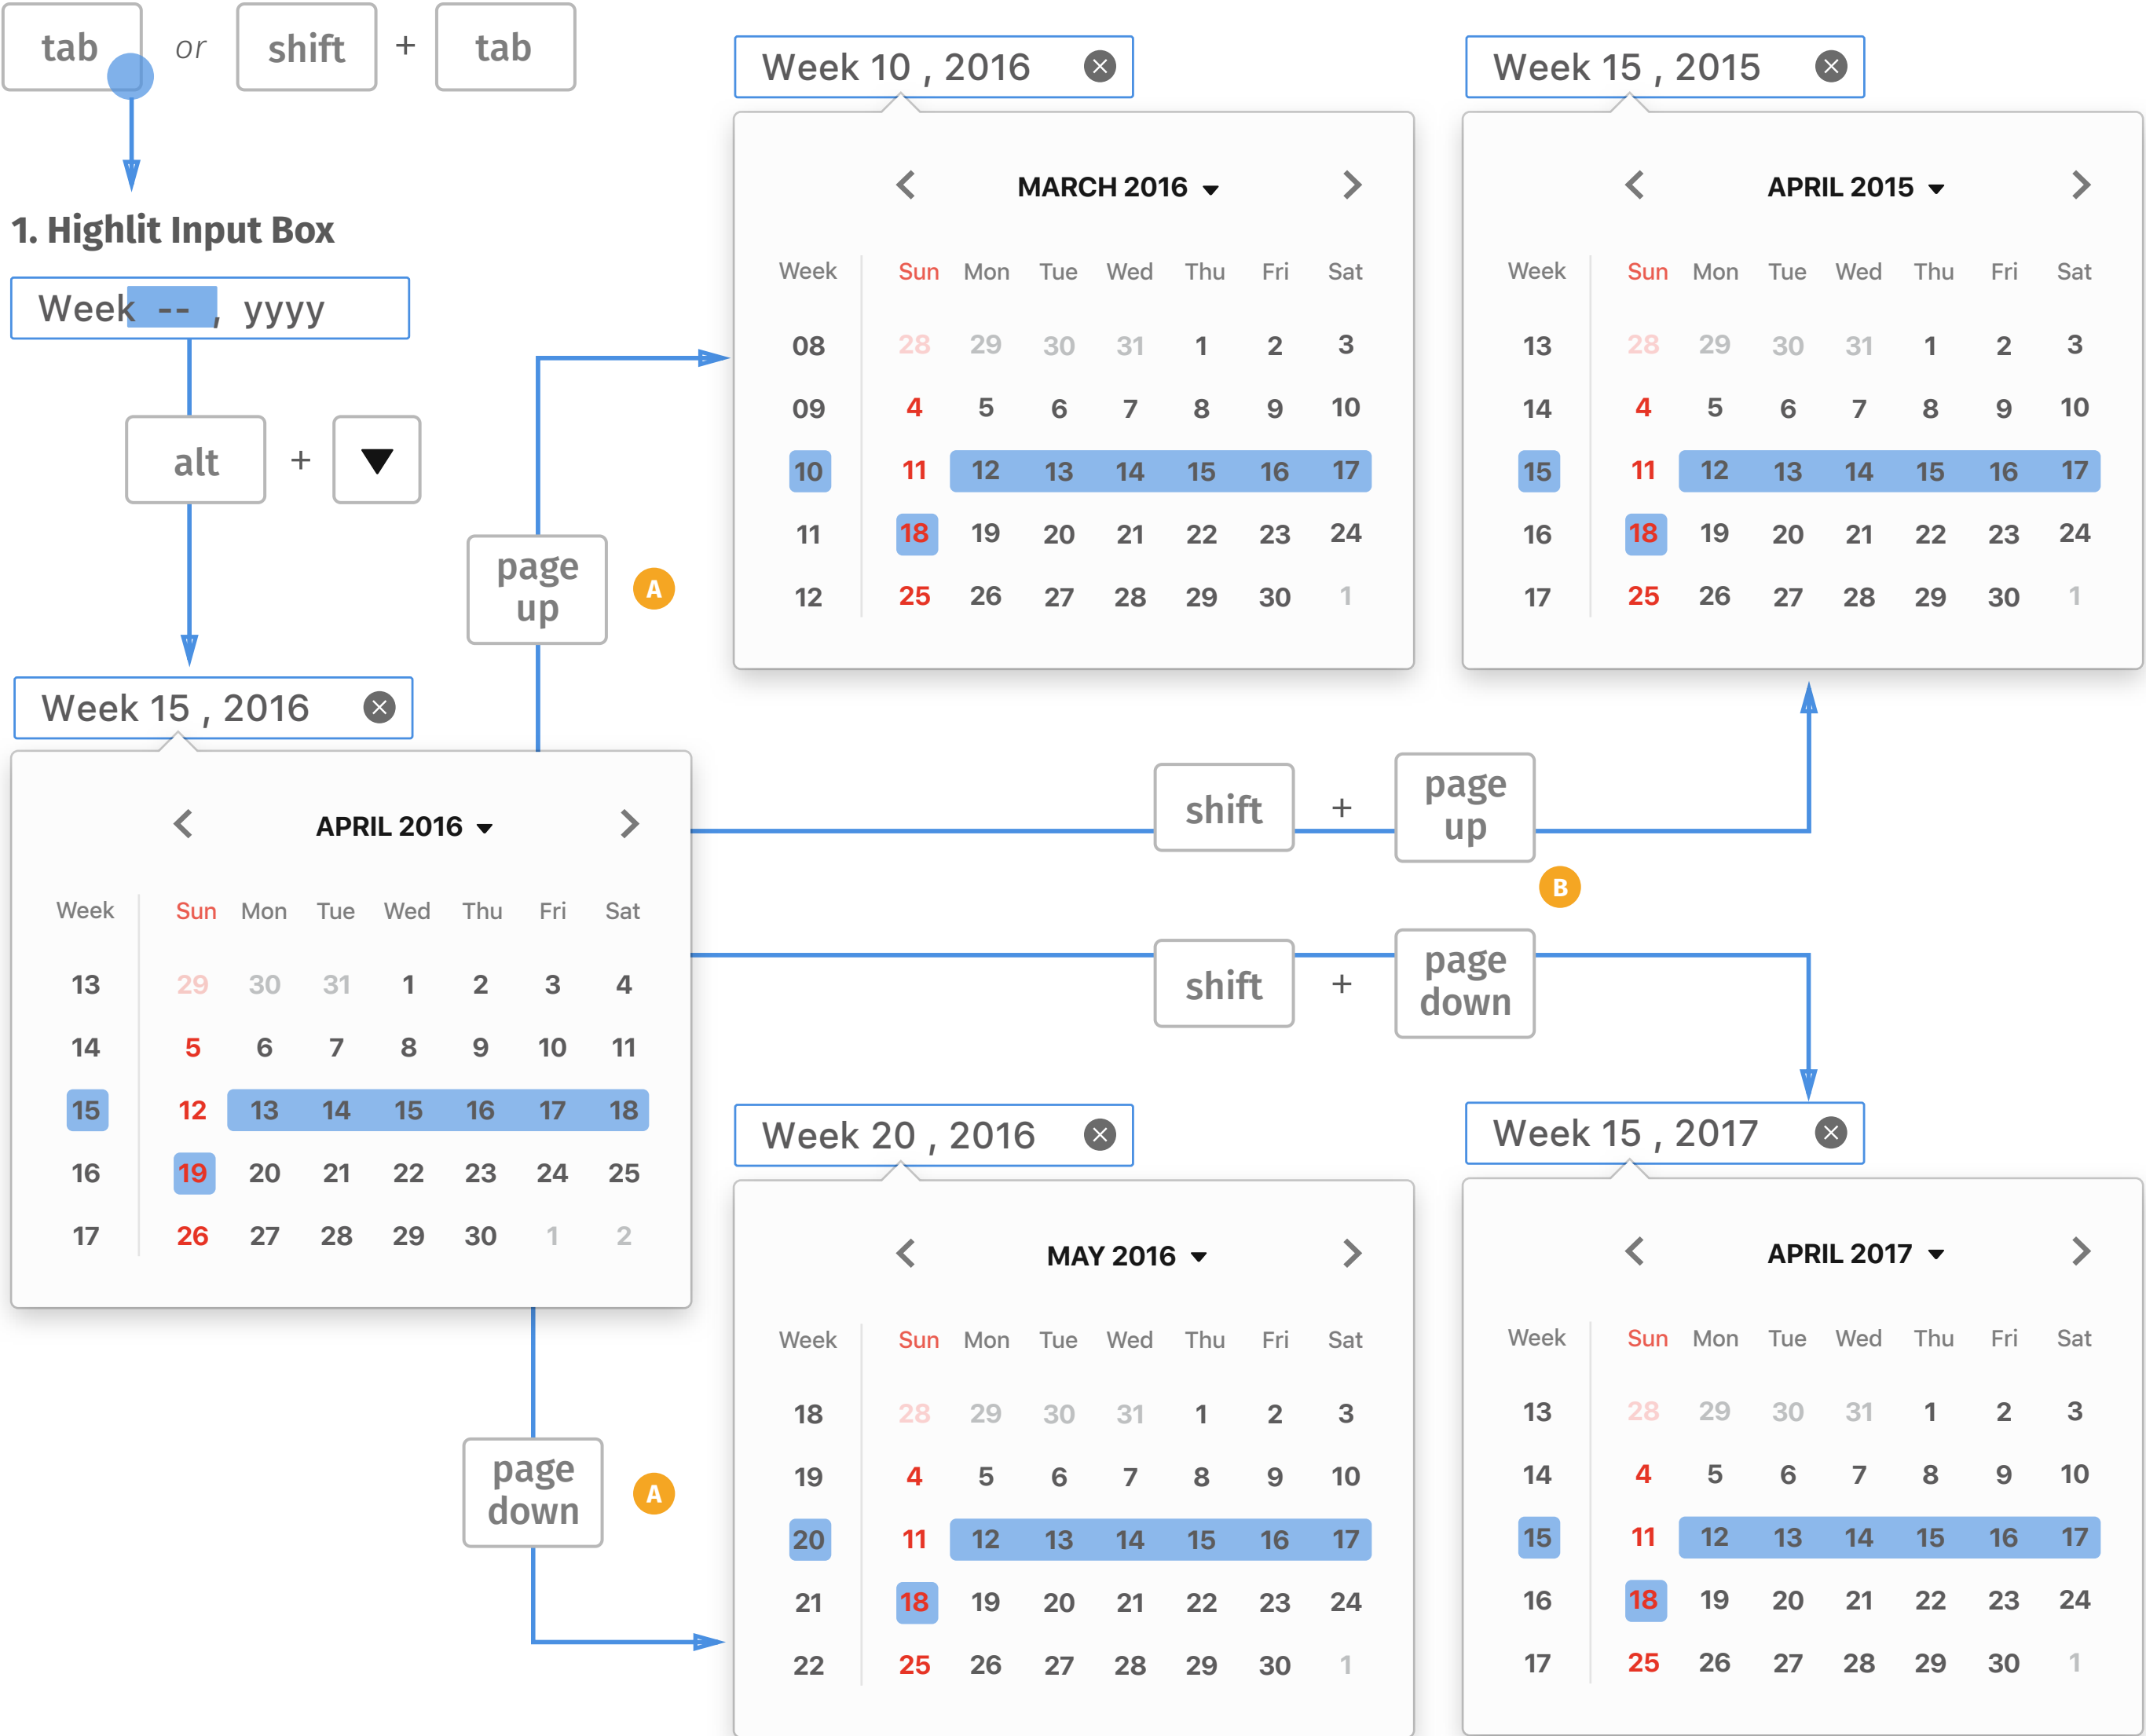 tab or shift + tab
1. Highlit Input Box
Week -- , yyyy
alt + ▼
page
up
A
Week 10 , 2016
MARCH 2016
Week Sun Mon Tue Wed Thu Fri Sat
08 28 29 30 31 1 2 3
09 4 5 6 7 8 9 10
10 11 12 13 14 15 16 17
11 18 19 20 21 22 23 24
12 25 26 27 28 29 30 1
Week 15 , 2015
APRIL 2015
Week Sun Mon Tue Wed Thu Fri Sat
13 28 29 30 31 1 2 3
14 4 5 6 7 8 9 10
15 11 12 13 14 15 16 17
16 18 19 20 21 22 23 24
17 25 26 27 28 29 30 1
Week 15 , 2016
APRIL 2016
Week Sun Mon Tue Wed Thu Fri Sat
13 29 30 31 1 2 3 4
14 5 6 7 8 9 10 11
15 12 13 14 15 16 17 18
16 19 20 21 22 23 24 25
17 26 27 28 29 30 1 2
shift + page
up
B
shift + page
down
page
down
A
Week 20 , 2016
MAY 2016
Week Sun Mon Tue Wed Thu Fri Sat
18 28 29 30 31 1 2 3
19 4 5 6 7 8 9 10
20 11 12 13 14 15 16 17
21 18 19 20 21 22 23 24
22 25 26 27 28 29 30 1
Week 15 , 2017
APRIL 2017
Week Sun Mon Tue Wed Thu Fri Sat
13 28 29 30 31 1 2 3
14 4 5 6 7 8 9 10
15 11 12 13 14 15 16 17
16 18 19 20 21 22 23 24
17 25 26 27 28 29 30 1